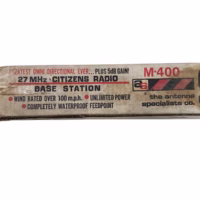 LATEST OMNI DIRECTIONAL EVER... PLUS 5dB GAIN!
27 MHz - CITIZENS RADIO
BASE STATION
• WIND RATED OVER 100 m.p.h. • UNLIMITED POWER
• COMPLETELY WATERPROOF FEEDPOINT
M-400
the antenna
specialists co.